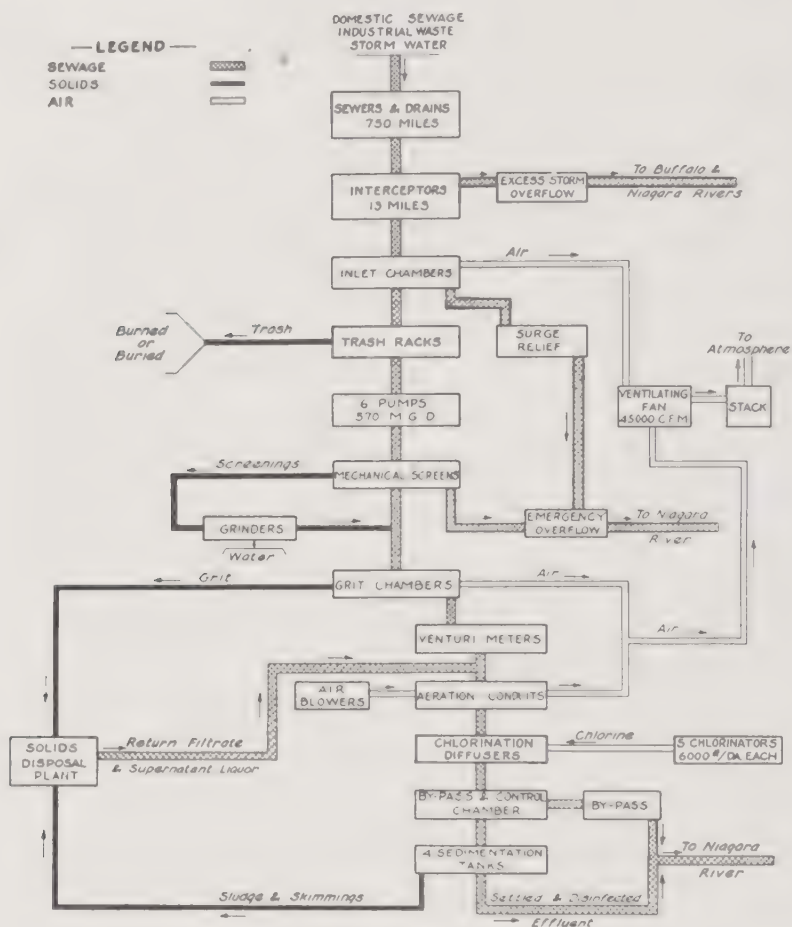 DOMESTIC SEWAGE
INDUSTRIAL WASTE
STORM WATER
— LEGEND —
SEWAGE
SOLIDS
AIR
SEWERS & DRAINS
750 MILES
INTERCEPTORS
13 MILES
EXCESS STORM
OVERFLOW
To Buffalo &
Niagara Rivers
INLET CHAMBERS
Air
Burned
or
Buried
Trash
TRASH RACKS
SURGE
RELIEF
To
Atmosphere
VENTILATING
FAN
45000 C.F.M.
STACK
6 PUMPS
570 M G D
Screenings
MECHANICAL SCREENS
GRINDERS
Water
EMERGENCY
OVERFLOW
To Niagara
River
Grit
GRIT CHAMBERS
Air
Air
VENTURI METERS
AIR
BLOWERS
AERATION CONDUITS
SOLIDS
DISPOSAL
PLANT
Return Filtrate
& Supernatant Liquor
CHLORINATION
DIFFUSERS
Chlorine
5 CHLORINATORS
6000#/DA EACH
BY-PASS & CONTROL
CHAMBER
BY-PASS
4 SEDIMENTATION
TANKS
To Niagara
River
Sludge & Skimmings
Settled & Disinfected
Effluent